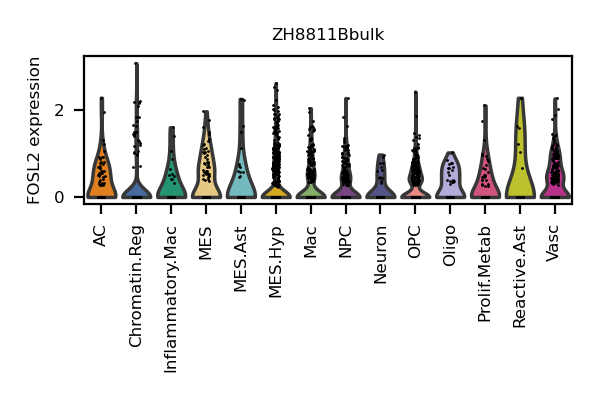 ZH8811Bbulk
FOSL2 expression
2
0
AC
Chromatin.Reg
Inflammatory.Mac
MES
MES.Ast
MES.Hyp
Mac
NPC
Neuron
OPC
Oligo
Prolif.Metab
Reactive.Ast
Vasc